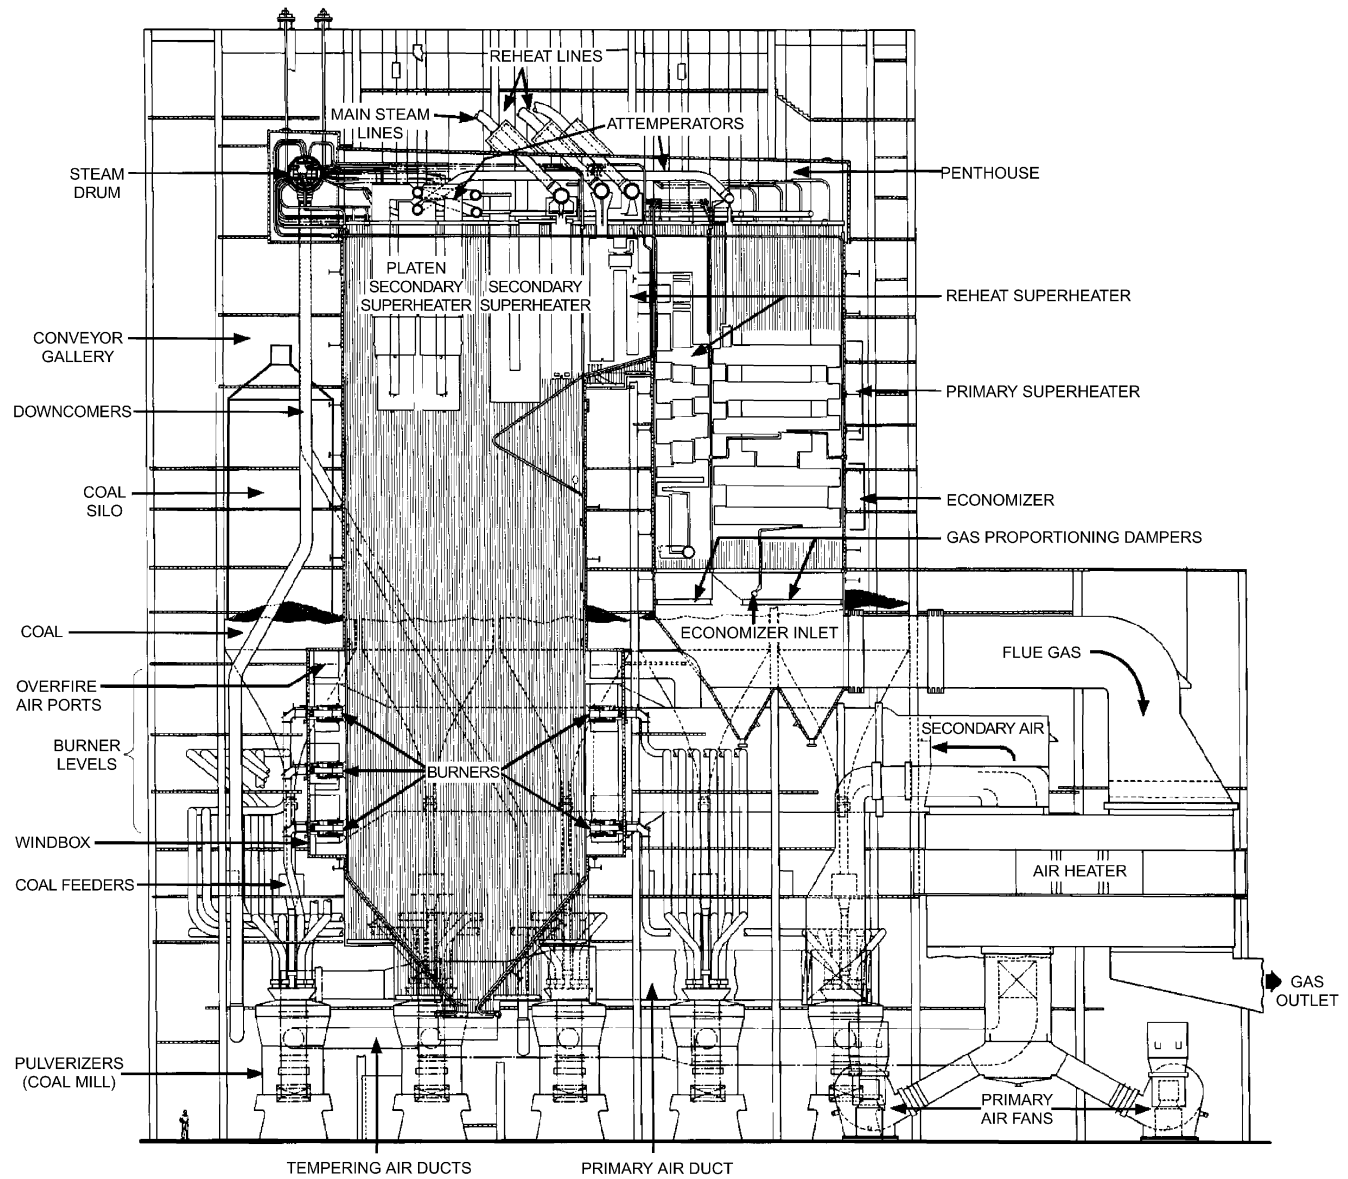 REHEAT LINES
MAIN STEAM
LINES
ATTEMPERATORS
STEAM
DRUM
PENTHOUSE
PLATEN
SECONDARY
SUPERHEATER
SECONDARY
SUPERHEATER
REHEAT SUPERHEATER
CONVEYOR
GALLERY
PRIMARY SUPERHEATER
DOWNCOMERS
COAL
SILO
ECONOMIZER
GAS PROPORTIONING DAMPERS
COAL
ECONOMIZER INLET
FLUE GAS
OVERFIRE
AIR PORTS
SECONDARY AIR
BURNER
LEVELS
BURNERS
WINDBOX
AIR HEATER
COAL FEEDERS
GAS
OUTLET
PULVERIZERS
(COAL MILL)
PRIMARY
AIR FANS
TEMPERING AIR DUCTS
PRIMARY AIR DUCT